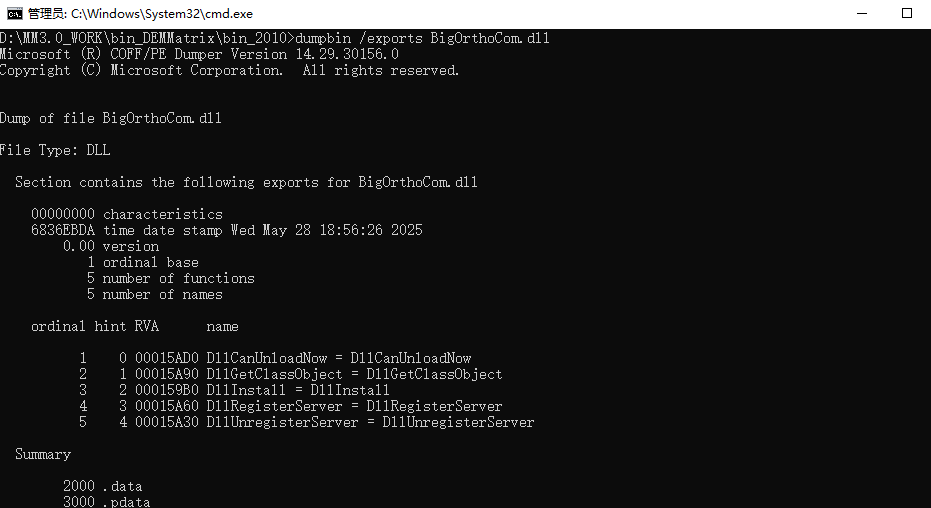 管理员: C:\Windows\System32\cmd.exe
D:\MM3.0_WORK\bin_DEMMatrix\bin_2010>dumpbin /exports BigOrthoCom.dll
Microsoft (R) COFF/PE Dumper Version 14.29.30156.0
Copyright (C) Microsoft Corporation.  All rights reserved.
Dump of file BigOrthoCom.dll
File Type: DLL
  Section contains the following exports for BigOrthoCom.dll
    00000000 characteristics
    6836EBDA time date stamp Wed May 28 18:56:26 2025
        0.00 version
           1 ordinal base
           5 number of functions
           5 number of names
    ordinal hint RVA      name
          1    0 00015AD0 DllCanUnloadNow = DllCanUnloadNow
          2    1 00015A90 DllGetClassObject = DllGetClassObject
          3    2 000159B0 DllInstall = DllInstall
          4    3 00015A60 DllRegisterServer = DllRegisterServer
          5    4 00015A30 DllUnregisterServer = DllUnregisterServer
  Summary
        2000 .data
        3000 .pdata